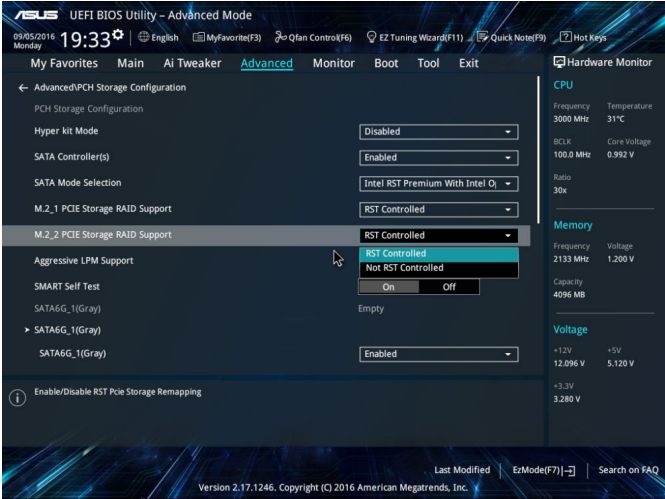 ASUS UEFI BIOS Utility – Advanced Mode
09/05/2016 Monday 19:33 English MyFavorite(F3) Qfan Control(F6) EZ Tuning Wizard(F11) Quick Note(F9) ? Hot Keys
My Favorites Main Ai Tweaker Advanced Monitor Boot Tool Exit
Hardware Monitor
← Advanced\PCH Storage Configuration
PCH Storage Configuration
Hyper kit Mode Disabled
SATA Controller(s) Enabled
SATA Mode Selection Intel RST Premium With Intel O
M.2_1 PCIE Storage RAID Support RST Controlled
M.2_2 PCIE Storage RAID Support RST Controlled
RST Controlled
Not RST Controlled
Aggressive LPM Support
SMART Self Test On Off
SATA6G_1(Gray) Empty
SATA6G_1(Gray)
SATA6G_1(Gray) Enabled
Enable/Disable RST Pcie Storage Remapping
CPU
Frequency Temperature
3000 MHz 31°C
BCLK Core Voltage
100.0 MHz 0.992 V
Ratio
30x
Memory
Frequency Voltage
2133 MHz 1.200 V
Capacity
4096 MB
Voltage
+12V +5V
12.096 V 5.120 V
+3.3V
3.280 V
Last Modified EzMode(F7) Search on FAQ
Version 2.17.1246. Copyright (C) 2016 American Megatrends, Inc.